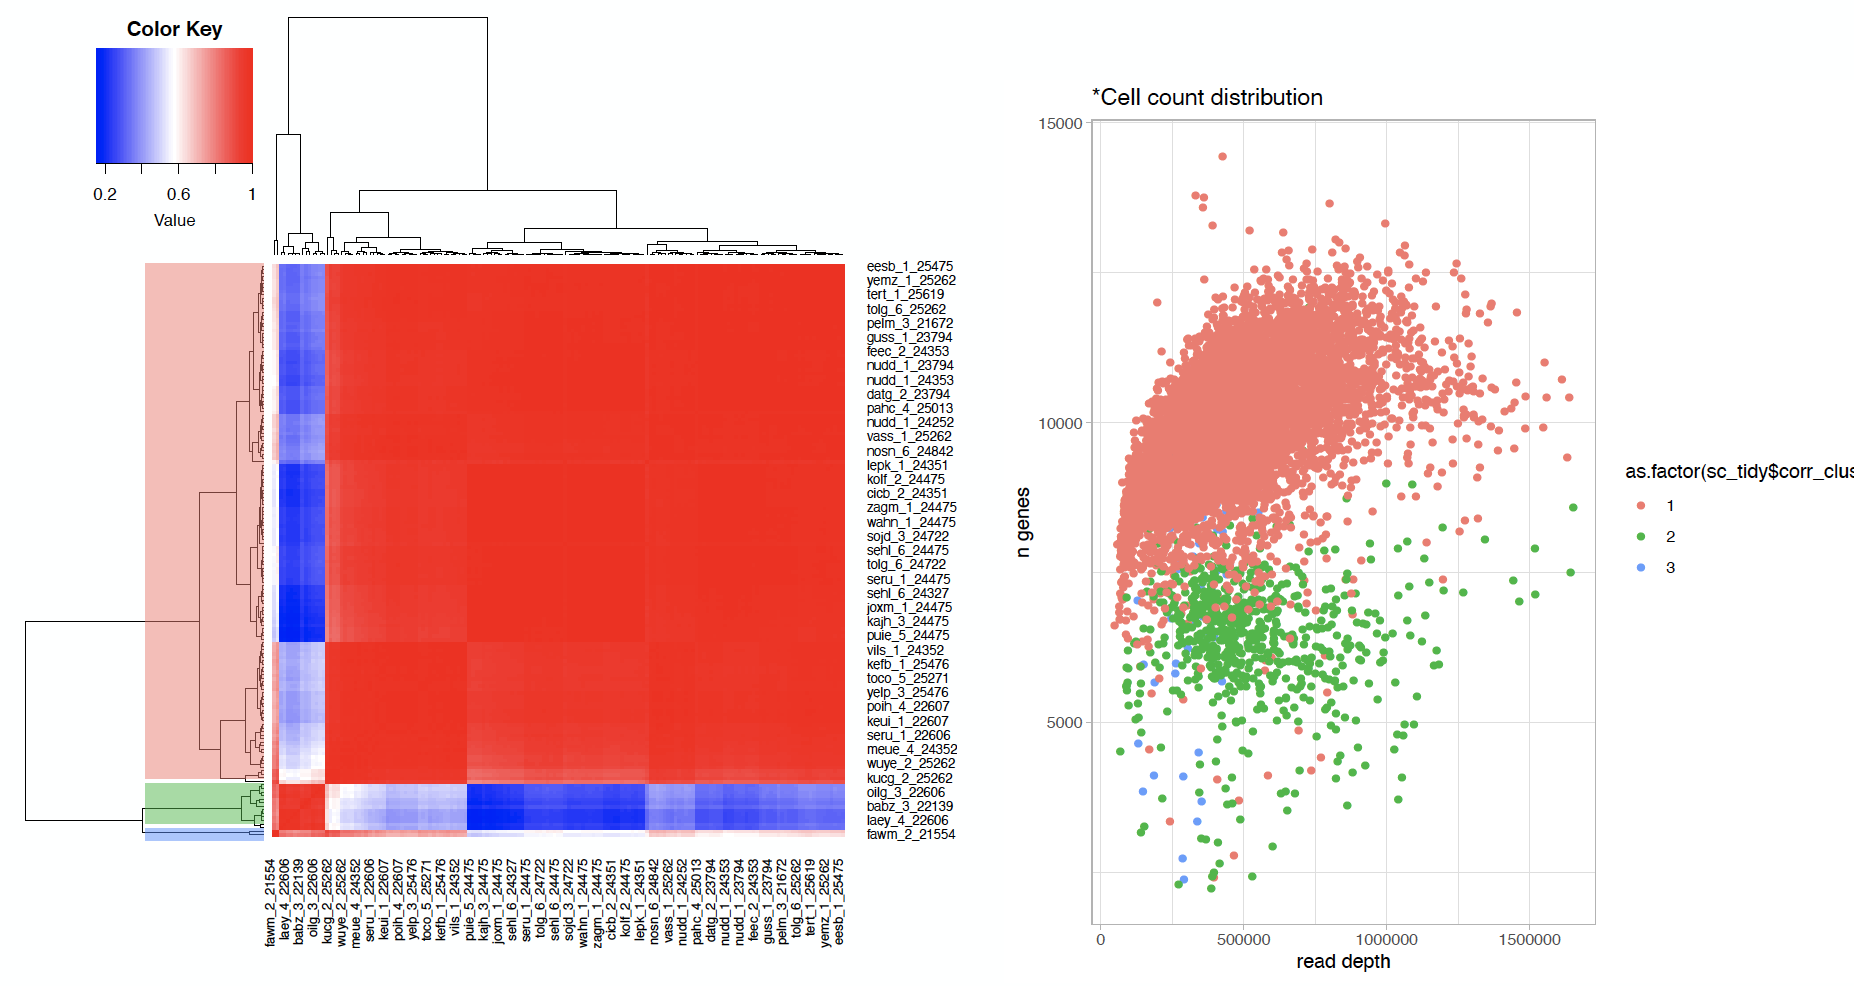 Color Key
0.2 0.6 1
Value
eesb_1_25475
yemz_1_25262
tert_1_25619
tolg_6_25262
pelm_3_21672
guss_1_23794
feec_2_24353
nudd_1_23794
nudd_1_24353
datg_2_23794
pahc_4_25013
nudd_1_24252
vass_1_25262
nosn_6_24842
lepk_1_24351
kolf_2_24475
cicb_2_24351
zagm_1_24475
wahn_1_24475
sojd_3_24722
sehl_6_24475
tolg_6_24722
seru_1_24475
sehl_6_24327
joxm_1_24475
kajh_3_24475
puie_5_24475
vils_1_24352
kefb_1_25476
toco_5_25271
yelp_3_25476
poih_4_22607
keui_1_22607
seru_1_22606
meue_4_24352
wuye_2_25262
kucg_2_25262
oilg_3_22606
babz_3_22139
laey_4_22606
fawm_2_21554
fawm_2_21554
laey_4_22606
babz_3_22139
oilg_3_22606
kucg_2_25262
wuye_2_25262
meue_4_24352
seru_1_22606
keui_1_22607
poih_4_22607
yelp_3_25476
toco_5_25271
kefb_1_25476
vils_1_24352
puie_5_24475
kajh_3_24475
joxm_1_24475
sehl_6_24327
seru_1_24475
tolg_6_24722
sehl_6_24475
sojd_3_24722
wahn_1_24475
zagm_1_24475
cicb_2_24351
kolf_2_24475
lepk_1_24351
nosn_6_24842
vass_1_25262
nudd_1_24252
pahc_4_25013
datg_2_23794
nudd_1_24353
nudd_1_23794
feec_2_24353
guss_1_23794
pelm_3_21672
tolg_6_25262
tert_1_25619
yemz_1_25262
eesb_1_25475
*Cell count distribution
15000
10000
5000
n genes
0 500000 1000000 1500000
read depth
as.factor(sc_tidy$corr_clus
1
2
3